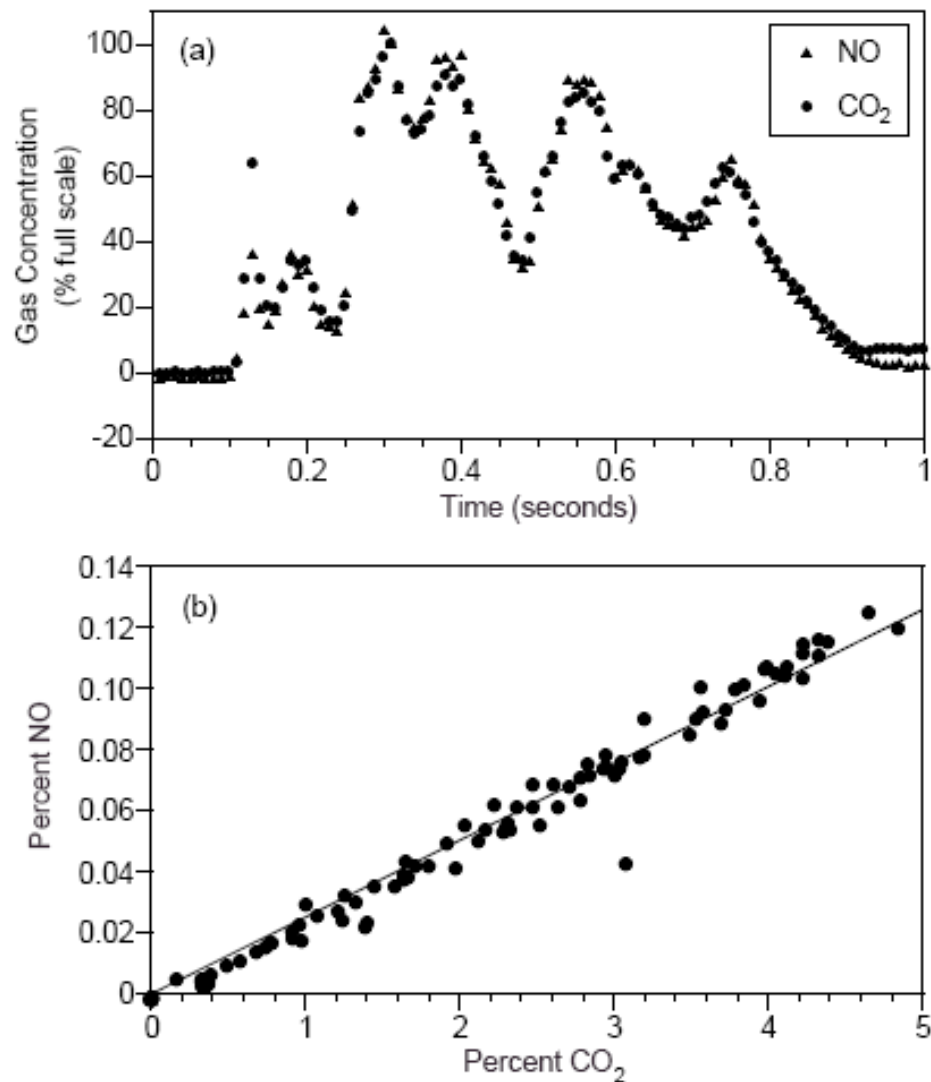 (a)
NO
CO₂
Gas Concentration
(% full scale)
100
80
60
40
20
0
-20
0 0.2 0.4 0.6 0.8 1
Time (seconds)
(b)
Percent NO
0.14
0.12
0.10
0.08
0.06
0.04
0.02
0
0 1 2 3 4 5
Percent CO₂